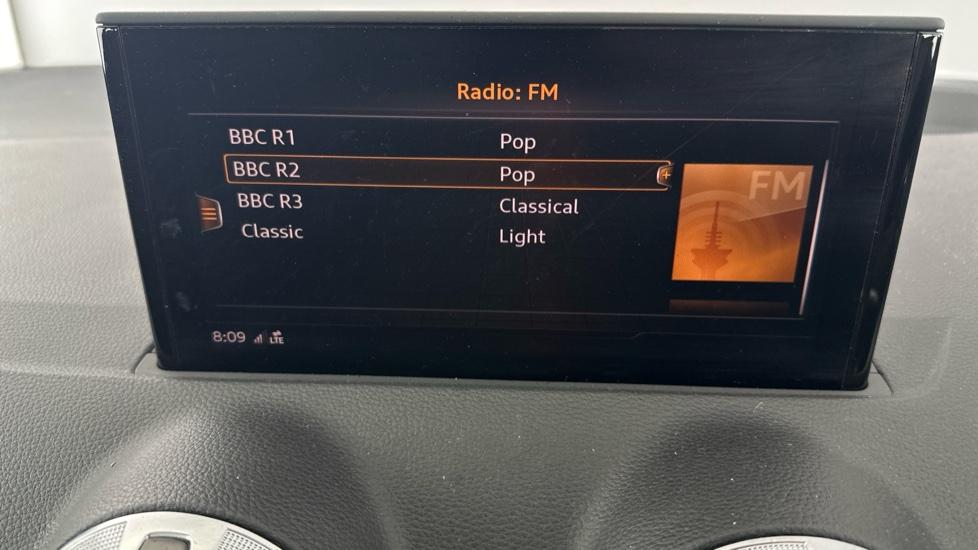 Radio: FM
BBC R1 Pop
BBC R2 Pop
BBC R3 Classical
Classic Light
FM
8:09 LTE